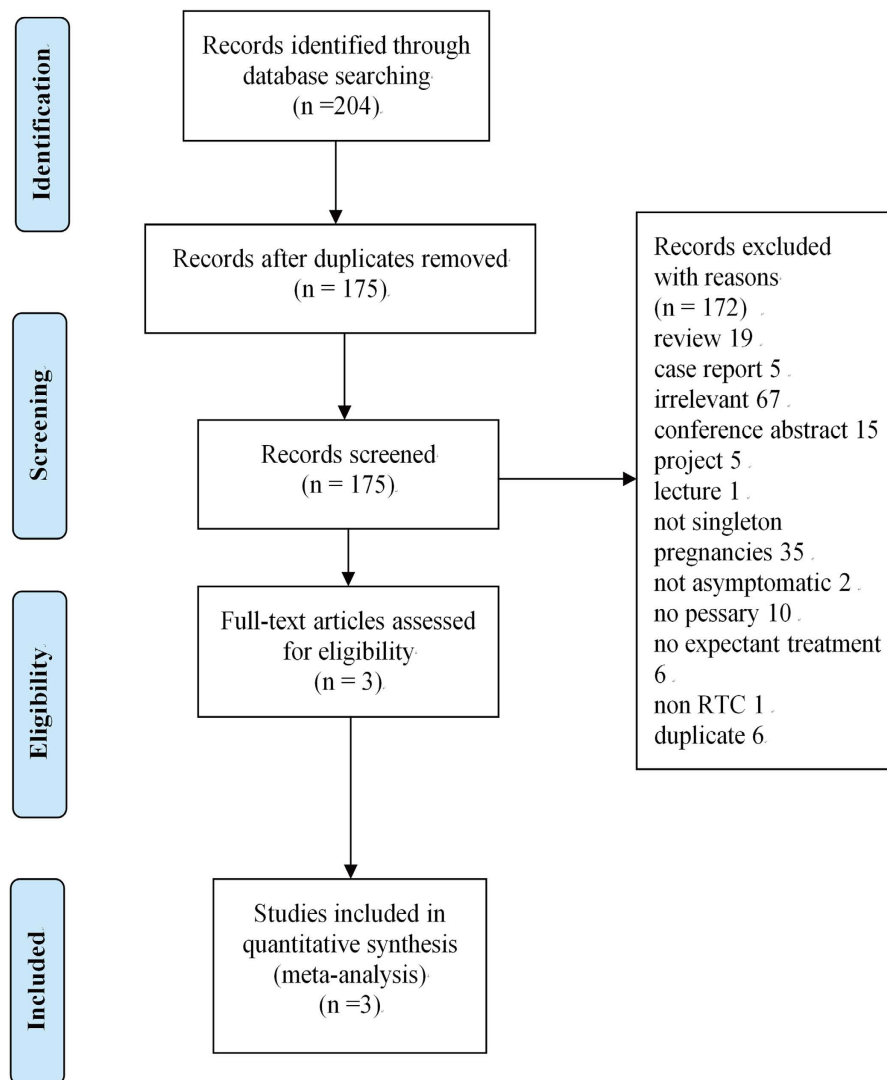 Identification
Records identified through
database searching
(n =204)
Records after duplicates removed
(n = 175)
Screening
Records screened
(n = 175)
Records excluded
with reasons
(n = 172)
review 19
case report 5
irrelevant 67
conference abstract 15
project 5
lecture 1
not singleton
pregnancies 35
not asymptomatic 2
no pessary 10
no expectant treatment
6
non RTC 1
duplicate 6
Eligibility
Full-text articles assessed
for eligibility
(n = 3)
Included
Studies included in
quantitative synthesis
(meta-analysis)
(n =3)